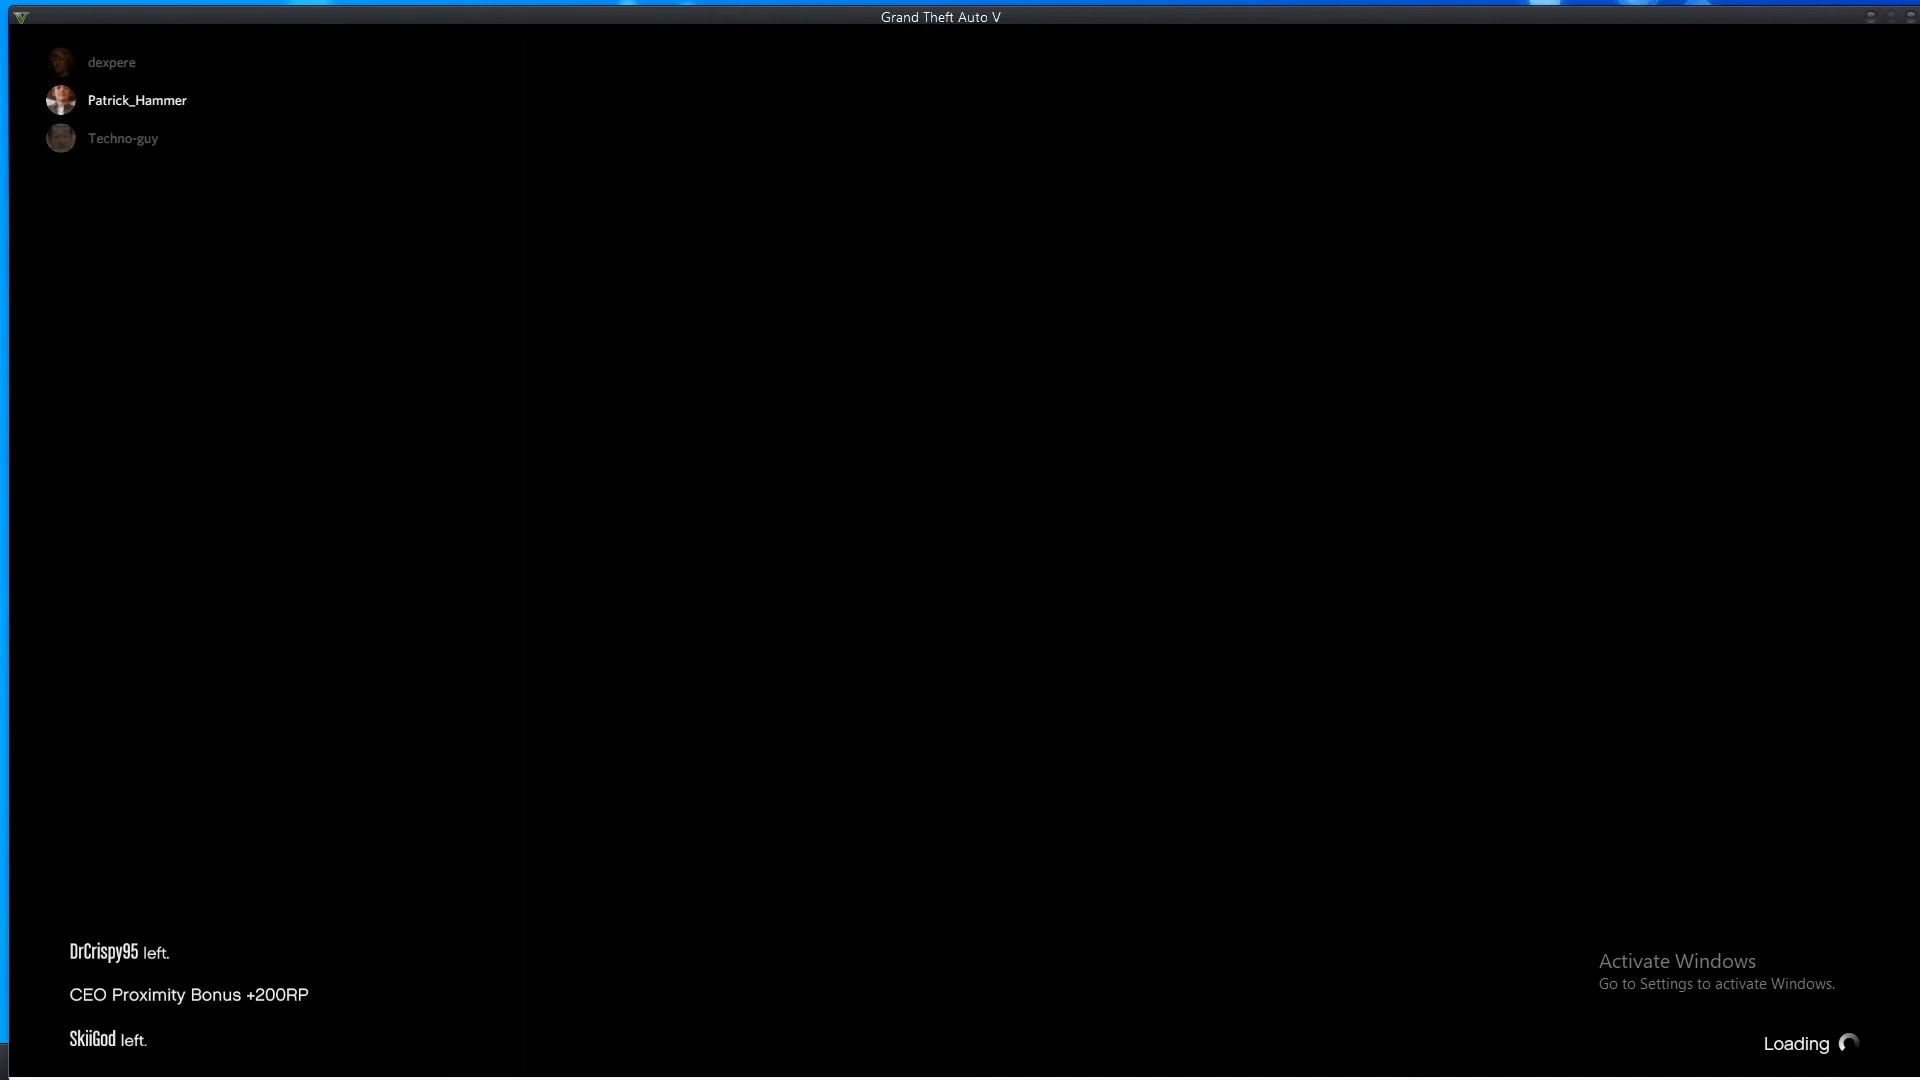 Grand Theft Auto V
dexpere
Patrick_Hammer
Techno-guy
DrCrispy95 left.
CEO Proximity Bonus +200RP
SkiiGod left.
Activate Windows
Go to Settings to activate Windows.
Loading